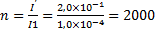 n = I'/I1 = 2,0×10⁻¹/1,0×10⁻⁴ = 2000